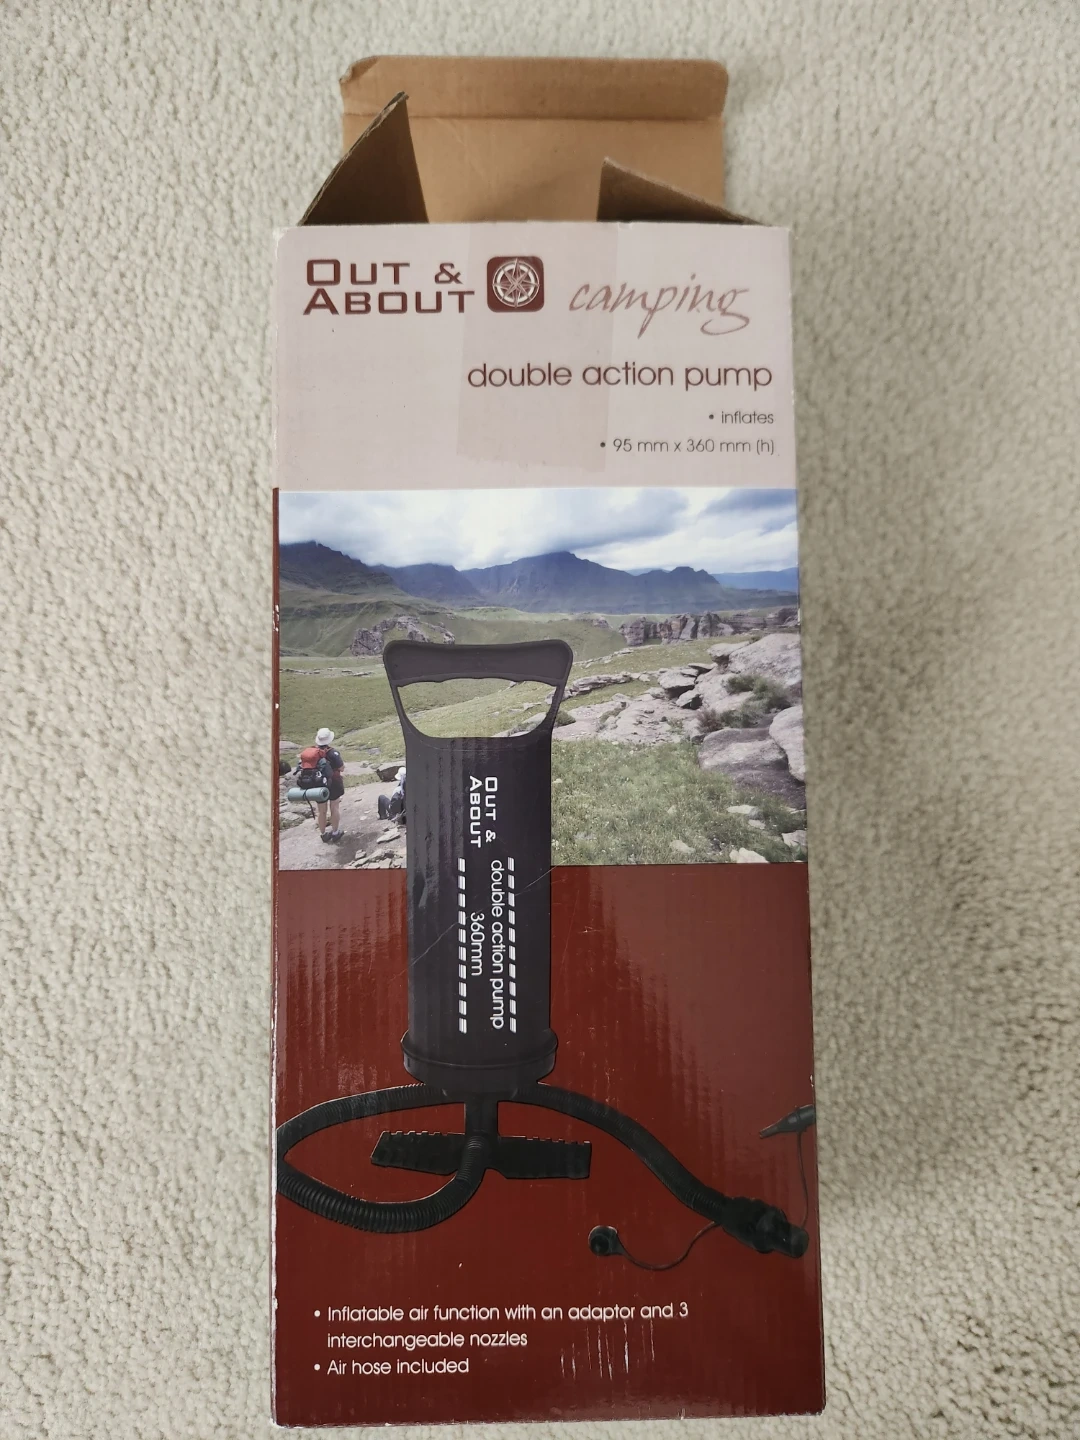 OUT &
ABOUT
camping
double action pump
• inflates
• 95 mm x 360 mm (h)
OUT &
ABOUT
double action pump
360mm
• Inflatable air function with an adaptor and 3
interchangeable nozzles
• Air hose included